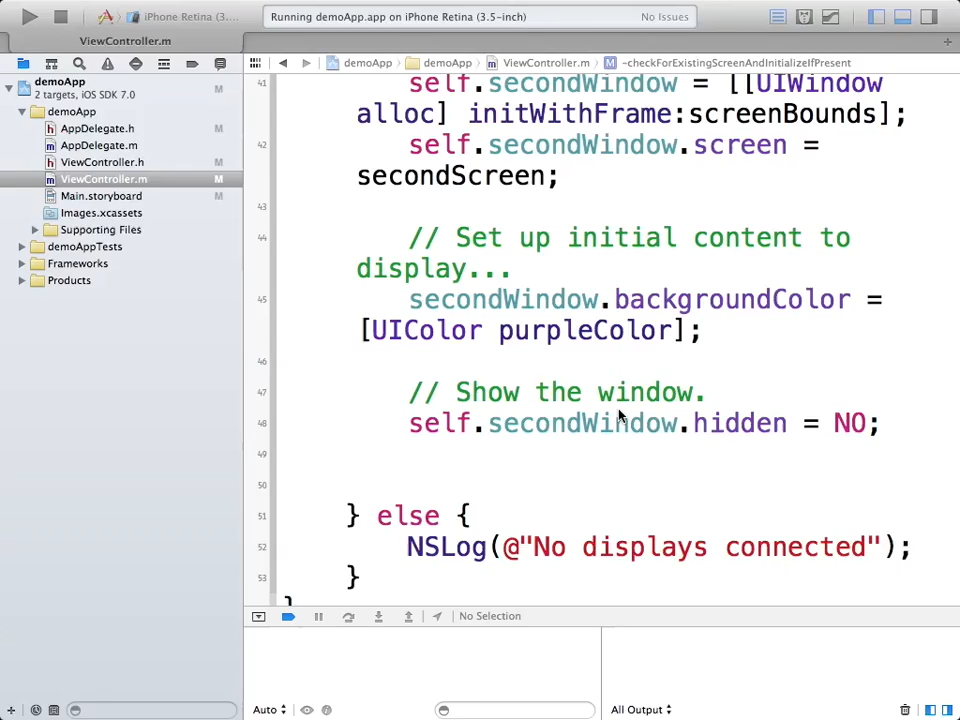 iPhone Retina (3....
Running demoApp.app on iPhone Retina (3.5-inch)
No Issues
ViewController.m
demoApp
demoApp
ViewController.m
-checkForExistingScreenAndInitializeIfPresent
demoApp
M
2 targets, iOS SDK 7.0
demoApp
AppDelegate.h
M
AppDelegate.m
ViewController.h
M
ViewController.m
M
Main.storyboard
M
Images.xcassets
Supporting Files
demoAppTests
Frameworks
Products
41 self.secondWindow = [[UIWindow
alloc] initWithFrame:screenBounds];
42 self.secondWindow.screen =
secondScreen;
43
44 // Set up initial content to
display...
45 secondWindow.backgroundColor =
[UIColor purpleColor];
46
47 // Show the window.
48 self.secondWindow.hidden = NO;
49
50
51 } else {
52 NSLog(@"No displays connected");
53 }
No Selection
Auto
All Output